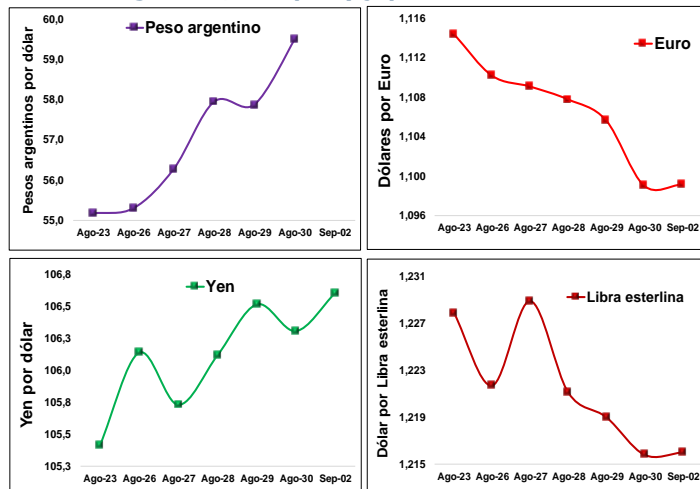 Peso argentino
Pesos argentinos por dólar
60,0
58,0
57,0
56,0
55,0
Ago-23 Ago-26 Ago-27 Ago-28 Ago-29 Ago-30 Sep-02
Euro
Dólares por Euro
1,116
1,112
1,108
1,104
1,100
1,096
Ago-23 Ago-26 Ago-27 Ago-28 Ago-29 Ago-30 Sep-02
Yen
Yen por dólar
106,8
106,5
106,3
106,0
105,8
105,5
105,3
Ago-23 Ago-26 Ago-27 Ago-28 Ago-29 Ago-30 Sep-02
Libra esterlina
Dólar por Libra esterlina
1,231
1,227
1,223
1,219
1,215
Ago-23 Ago-26 Ago-27 Ago-28 Ago-29 Ago-30 Sep-02